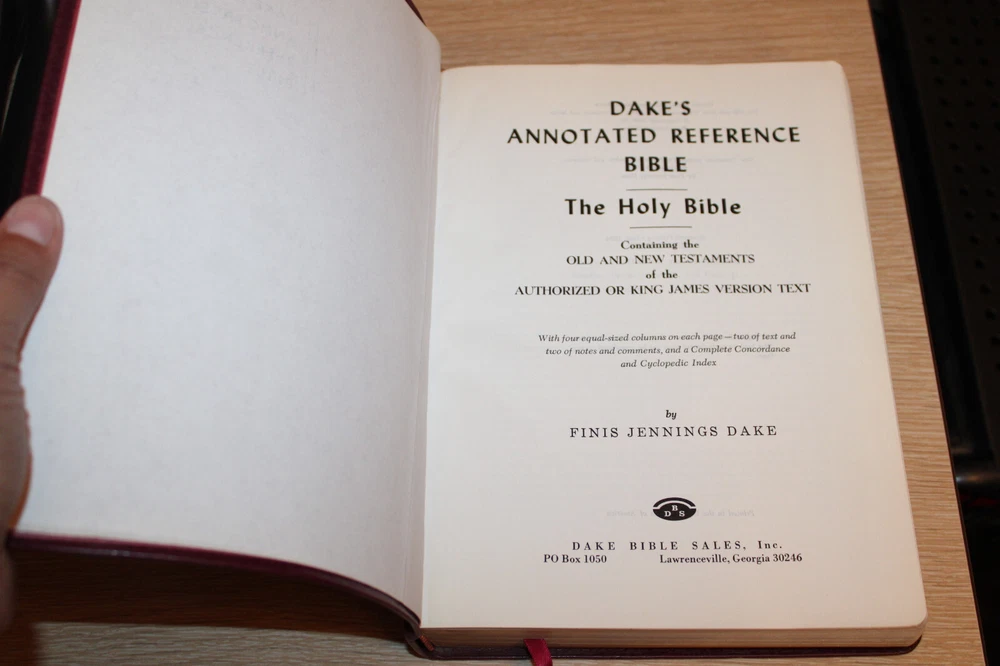 DAKE'S
ANNOTATED REFERENCE
BIBLE
The Holy Bible
Containing the
OLD AND NEW TESTAMENTS
of the
AUTHORIZED OR KING JAMES VERSION TEXT
With four equal-sized columns on each page—two of text and
two of notes and comments, and a Complete Concordance
and Cyclopedic Index
by
FINIS JENNINGS DAKE
DBS
DAKE BIBLE SALES, Inc.
PO Box 1050 Lawrenceville, Georgia 30246